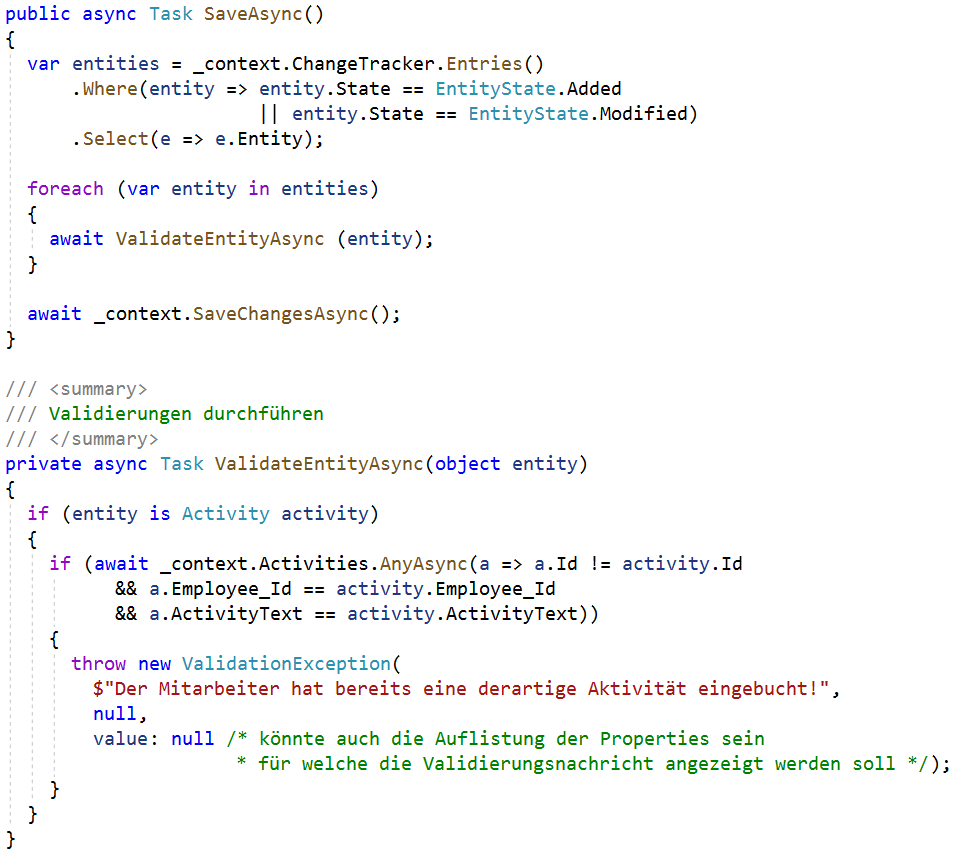 public async Task SaveAsync()
{
  var entities = _context.ChangeTracker.Entries()
      .Where(entity => entity.State == EntityState.Added
                       || entity.State == EntityState.Modified)
      .Select(e => e.Entity);

  foreach (var entity in entities)
  {
    await ValidateEntityAsync (entity);
  }

  await _context.SaveChangesAsync();
}

/// <summary>
/// Validierungen durchführen
/// </summary>
private async Task ValidateEntityAsync(object entity)
{
  if (entity is Activity activity)
  {
    if (await _context.Activities.AnyAsync(a => a.Id != activity.Id
          && a.Employee_Id == activity.Employee_Id
          && a.ActivityText == activity.ActivityText))
    {
      throw new ValidationException(
        $"Der Mitarbeiter hat bereits eine derartige Aktivität eingebucht!",
        null,
        value: null /* könnte auch die Auflistung der Properties sein
                     * für welche die Validierungsnachricht angezeigt werden soll */);
    }
  }
}